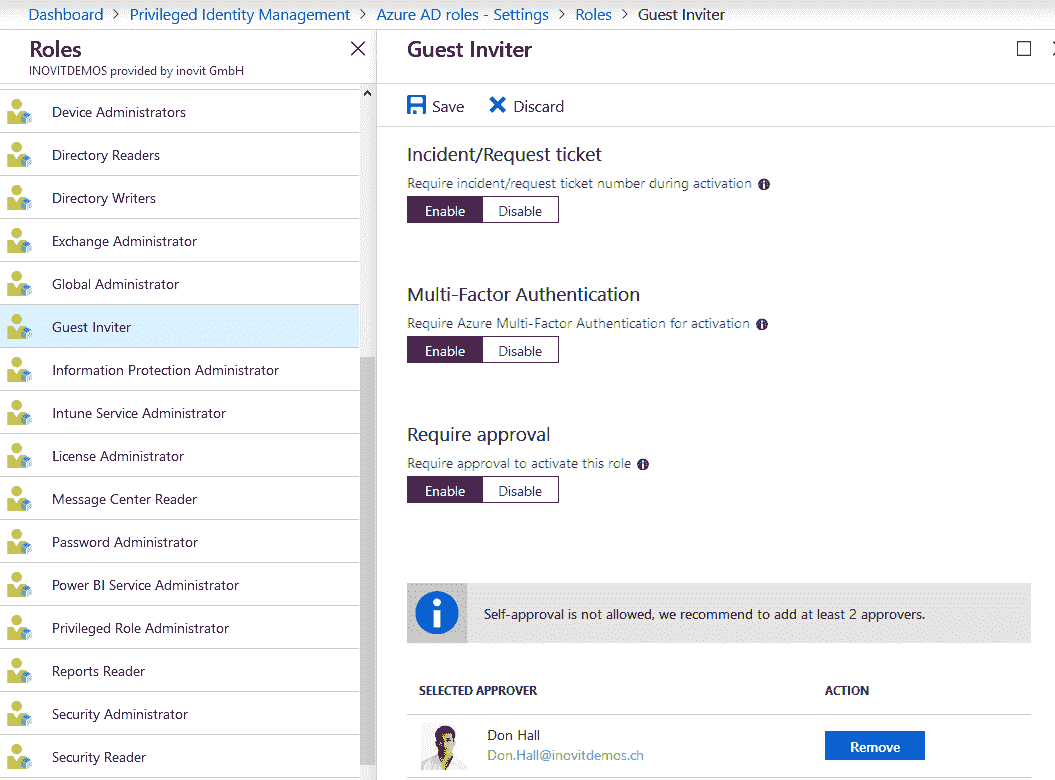 Dashboard > Privileged Identity Management > Azure AD roles - Settings > Roles > Guest Inviter
Roles
INOVITDEMOS provided by inovit GmbH
Device Administrators
Directory Readers
Directory Writers
Exchange Administrator
Global Administrator
Guest Inviter
Information Protection Administrator
Intune Service Administrator
License Administrator
Message Center Reader
Password Administrator
Power BI Service Administrator
Privileged Role Administrator
Reports Reader
Security Administrator
Security Reader
Guest Inviter
Save Discard
Incident/Request ticket
Require incident/request ticket number during activation
Enable Disable
Multi-Factor Authentication
Require Azure Multi-Factor Authentication for activation
Enable Disable
Require approval
Require approval to activate this role
Enable Disable
Self-approval is not allowed, we recommend to add at least 2 approvers.
SELECTED APPROVER ACTION
Don Hall
Don.Hall@inovitdemos.ch
Remove